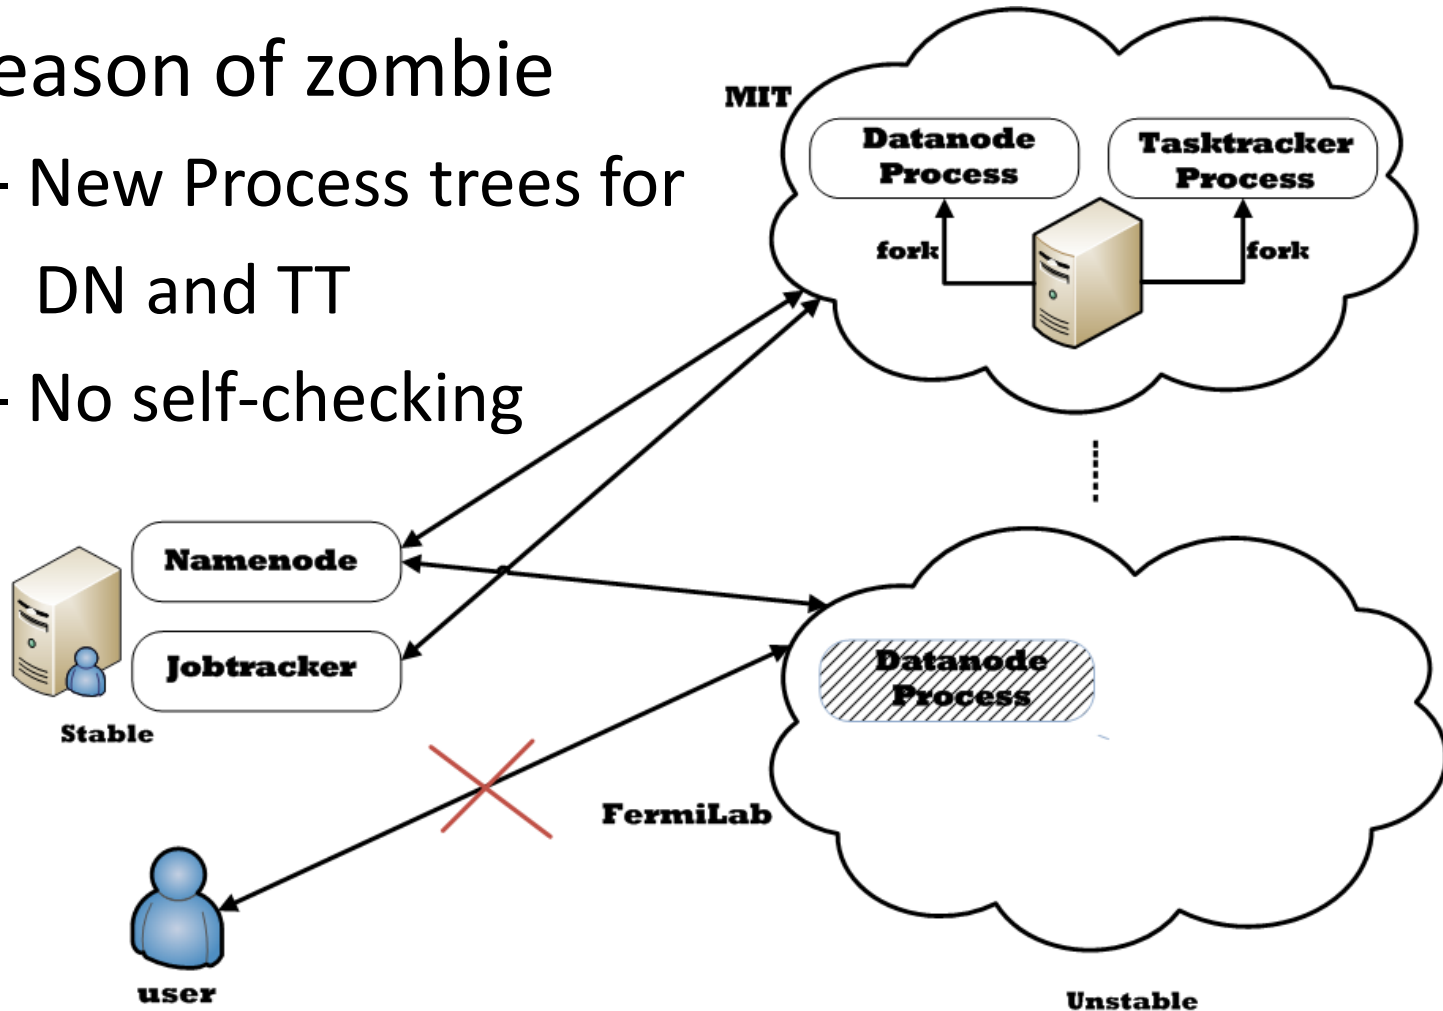 eason of zombie
- New Process trees for
DN and TT
- No self-checking
MIT
Datanode
Process
Tasktracker
Process
fork
fork
Namenode
Jobtracker
Stable
Datanode
Process
FermiLab
user
Unstable